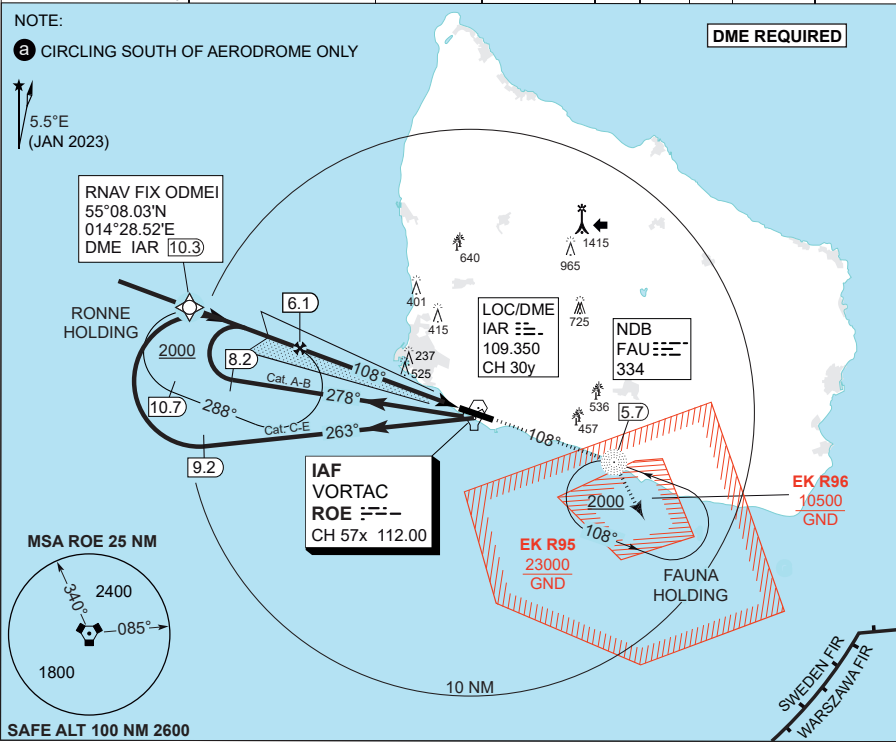 NOTE:
a CIRCLING SOUTH OF AERODROME ONLY
DME REQUIRED
5.5°E
(JAN 2023)
RNAV FIX ODMEI
55°08.03'N
014°28.52'E
DME IAR 10.3
RONNE
HOLDING
2000
6.1
8.2
10.7
9.2
Cat. A-B
Cat. C-E
108°
278°
288°
263°
640
401
415
237
525
1415
965
725
536
457
LOC/DME
IAR
109.350
CH 30y
NDB
FAU
334
5.7
108°
IAF
VORTAC
ROE
CH 57x 112.00
2000
108°
EK R96
10500
GND
EK R95
23000
GND
FAUNA
HOLDING
MSA ROE 25 NM
340°
2400
085°
1800
SAFE ALT 100 NM 2600
10 NM
SWEDEN FIR
WARSZAWA FIR